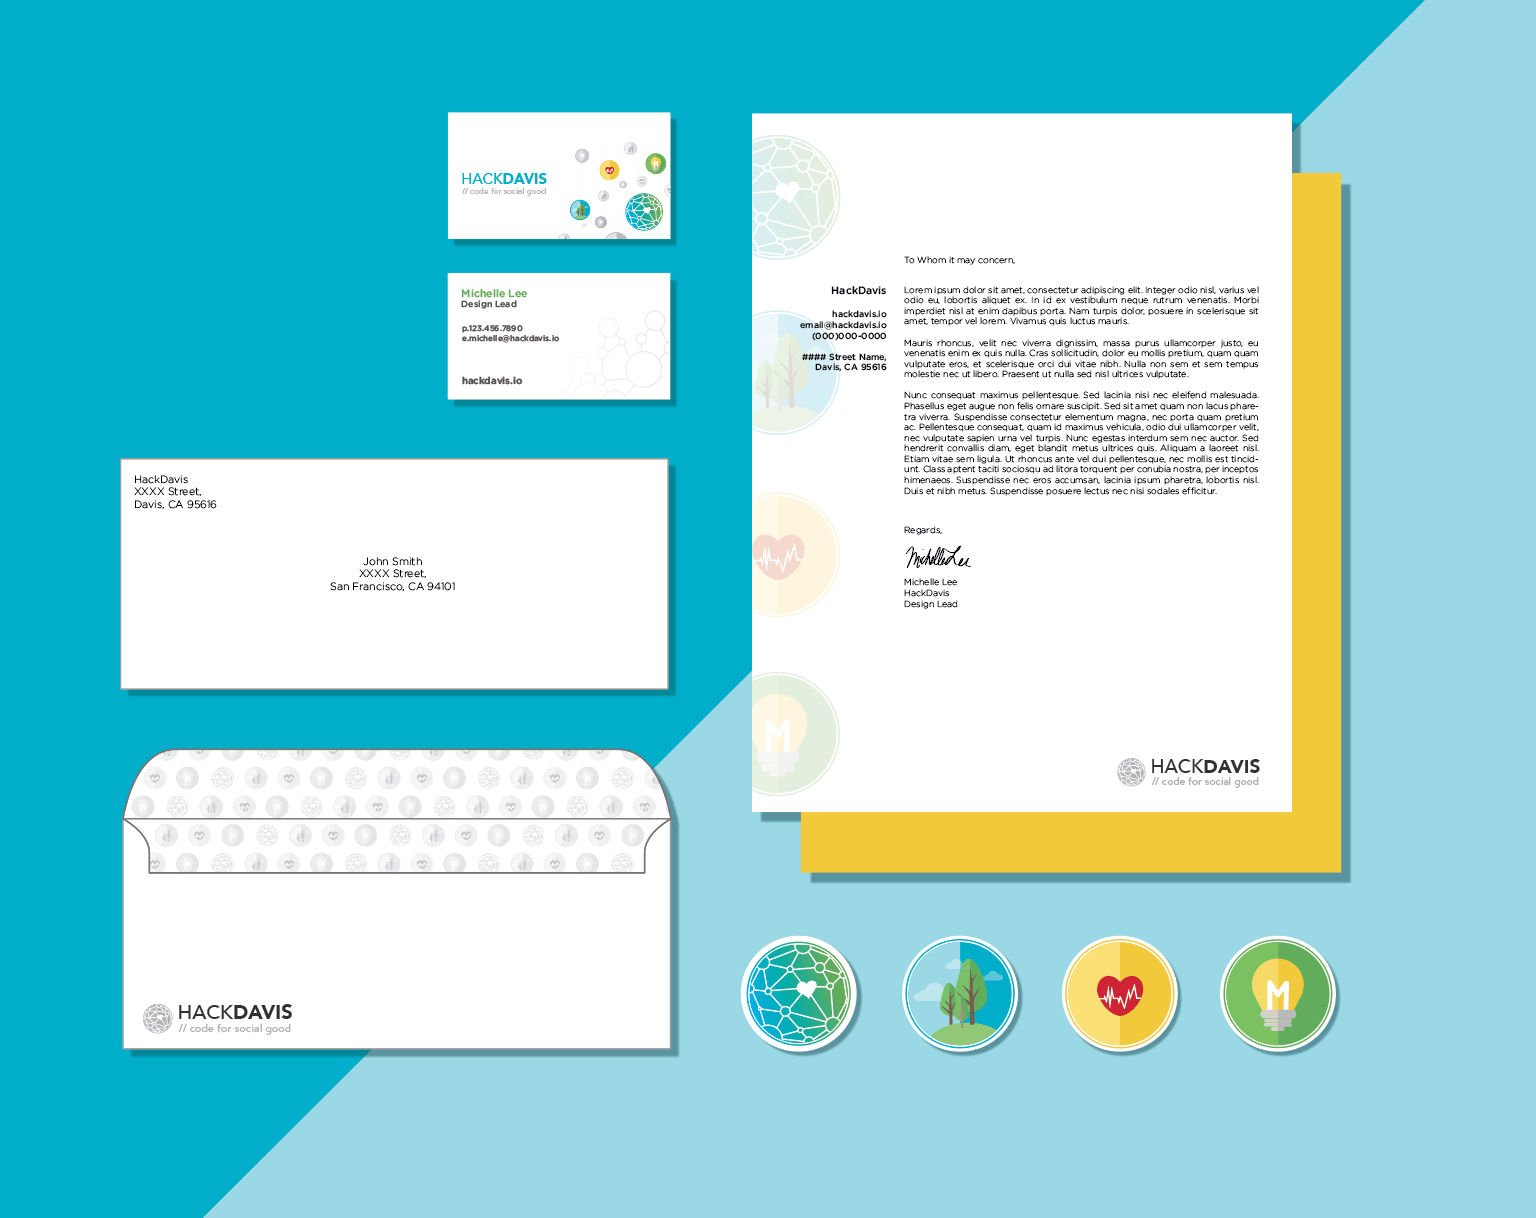 HACKDAVIS
// code for social good
Michelle Lee
Design Lead
p.123.456.7890
e.michelle@hackdavis.io
hackdavis.io
HackDavis
XXXX Street,
Davis, CA 95616
John Smith
XXXX Street,
San Francisco, CA 94101
HACKDAVIS
// code for social good
HackDavis
hackdavis.io
email@hackdavis.io
(000)000-0000
#### Street Name,
Davis, CA 95616
To Whom it may concern,
Lorem ipsum dolor sit amet, consectetur adipiscing elit. Integer odio nisl, varius vel
odio eu, lobortis aliquet ex. In id ex vestibulum neque rutrum venenatis. Morbi
imperdiet nisl at enim dapibus porta. Nam turpis dolor, posuere in scelerisque sit
amet, tempor vel lorem. Vivamus quis luctus mauris.
Mauris rhoncus, velit nec viverra dignissim, massa purus ullamcorper justo, eu
venenatis enim ex quis nulla. Cras sollicitudin, dolor eu mollis pretium, quam quam
vulputate eros, et scelerisque orci dui vitae nibh. Nulla non sem et sem tempus
molestie nec ut libero. Praesent ut nulla sed nisl ultrices vulputate.
Nunc consequat maximus pellentesque. Sed lacinia nisi nec eleifend malesuada.
Phasellus eget augue non felis ornare suscipit. Sed sit amet quam non lacus phare-
tra viverra. Suspendisse consectetur elementum magna, nec porta quam pretium
ac. Pellentesque consequat, quam id maximus vehicula, odio dui ullamcorper velit,
nec vulputate sapien urna vel turpis. Nunc egestas interdum sem nec auctor. Sed
hendrerit convallis diam, eget blandit metus ultrices quis. Aliquam a laoreet nisl.
Etiam vitae sem ligula. Ut rhoncus ante vel dui pellentesque, nec mollis est tincid-
unt. Class aptent taciti sociosqu ad litora torquent per conubia nostra, per inceptos
himenaeos. Suspendisse nec eros accumsan, lacinia ipsum pharetra, lobortis nisl.
Duis et nibh metus. Suspendisse posuere lectus nec nisi sodales efficitur.
Regards,
Michelle Lee
Michelle Lee
HackDavis
Design Lead
M
HACKDAVIS
// code for social good
M